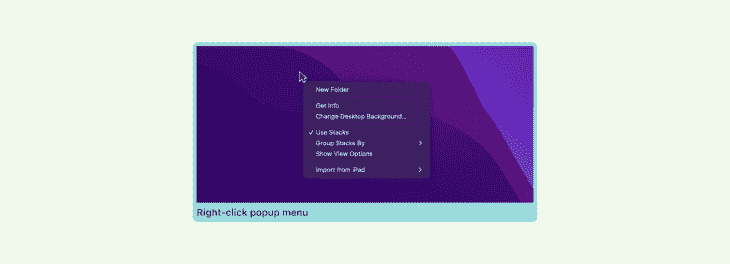 New Folder
Get Info
Change Desktop Background...
✓ Use Stacks
Group Stacks By >
Show View Options
Import from iPad >
Right-click popup menu